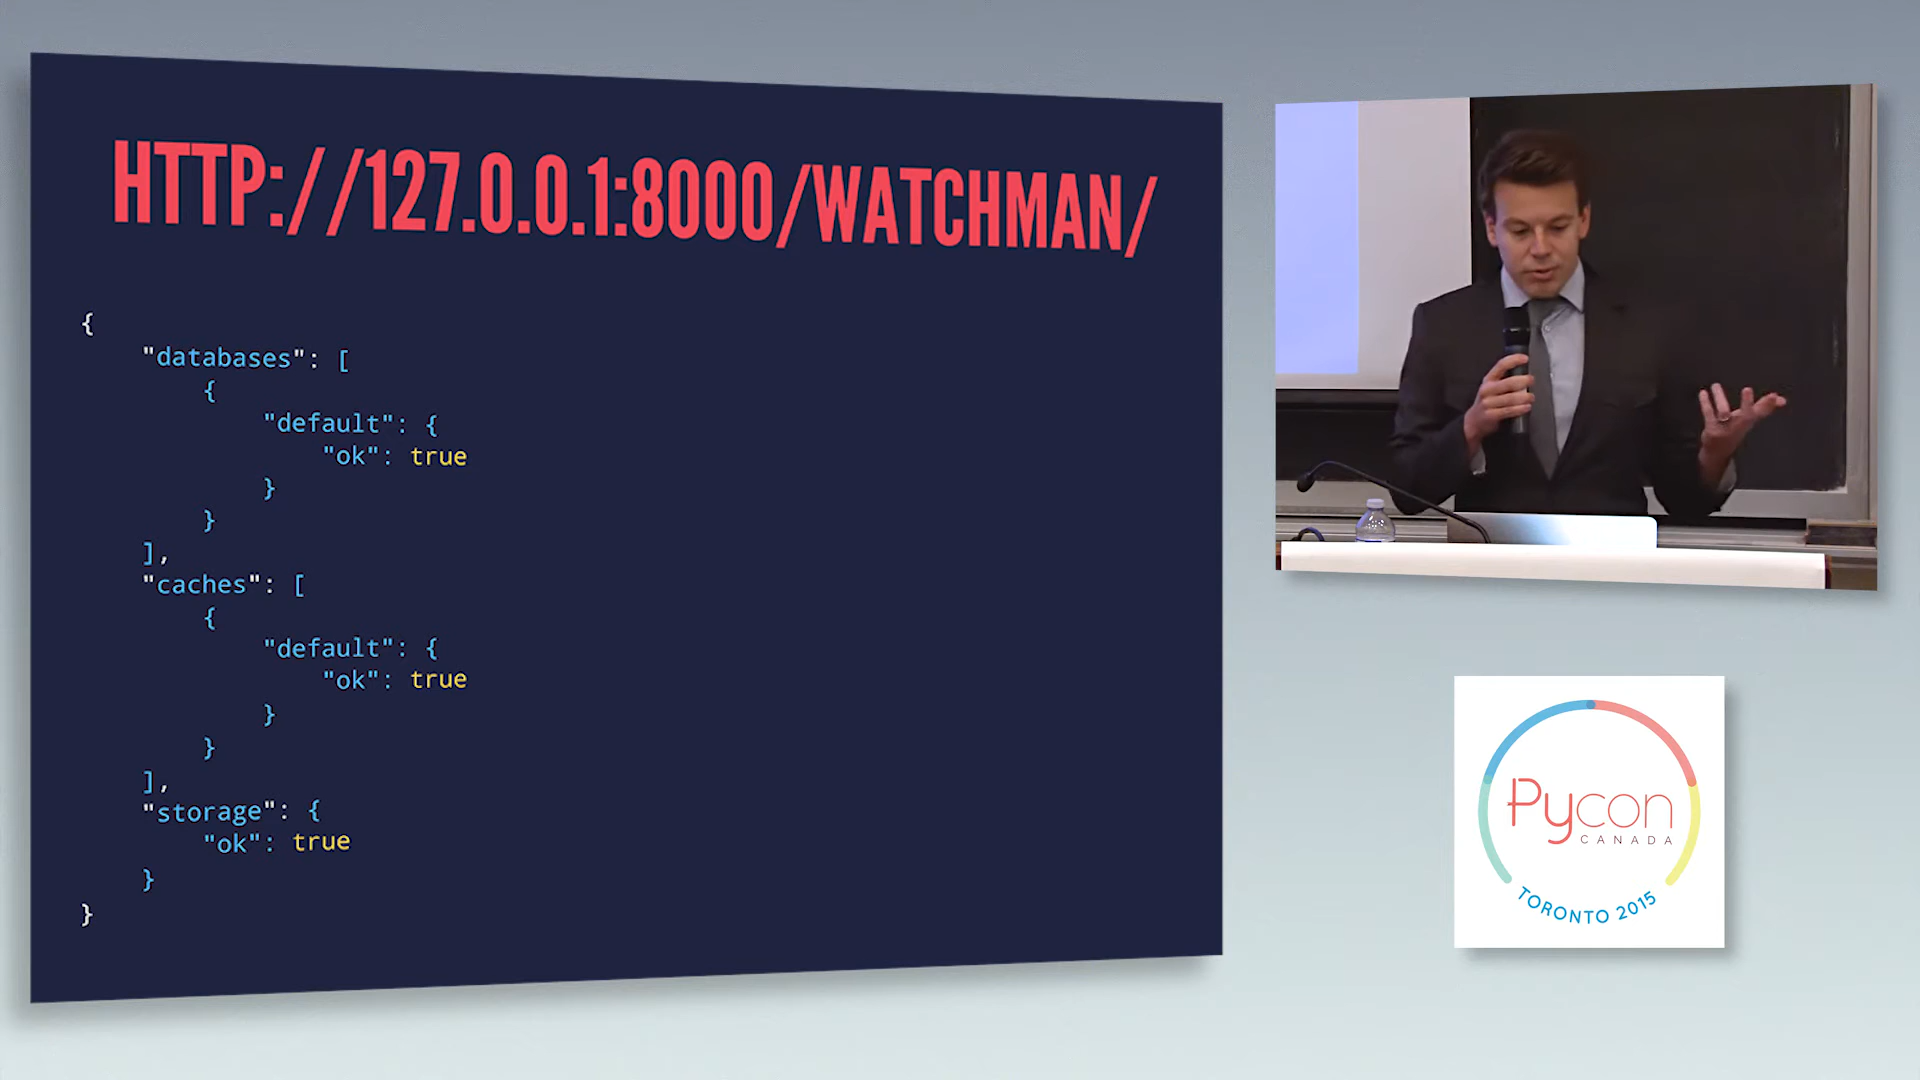 HTTP://127.0.0.1:8000/WATCHMAN/
{
"databases": [
{
"default": {
"ok": true
}
}
],
"caches": [
{
"default": {
"ok": true
}
}
],
"storage": {
"ok": true
}
}
Pycon
CANADA
TORONTO 2015